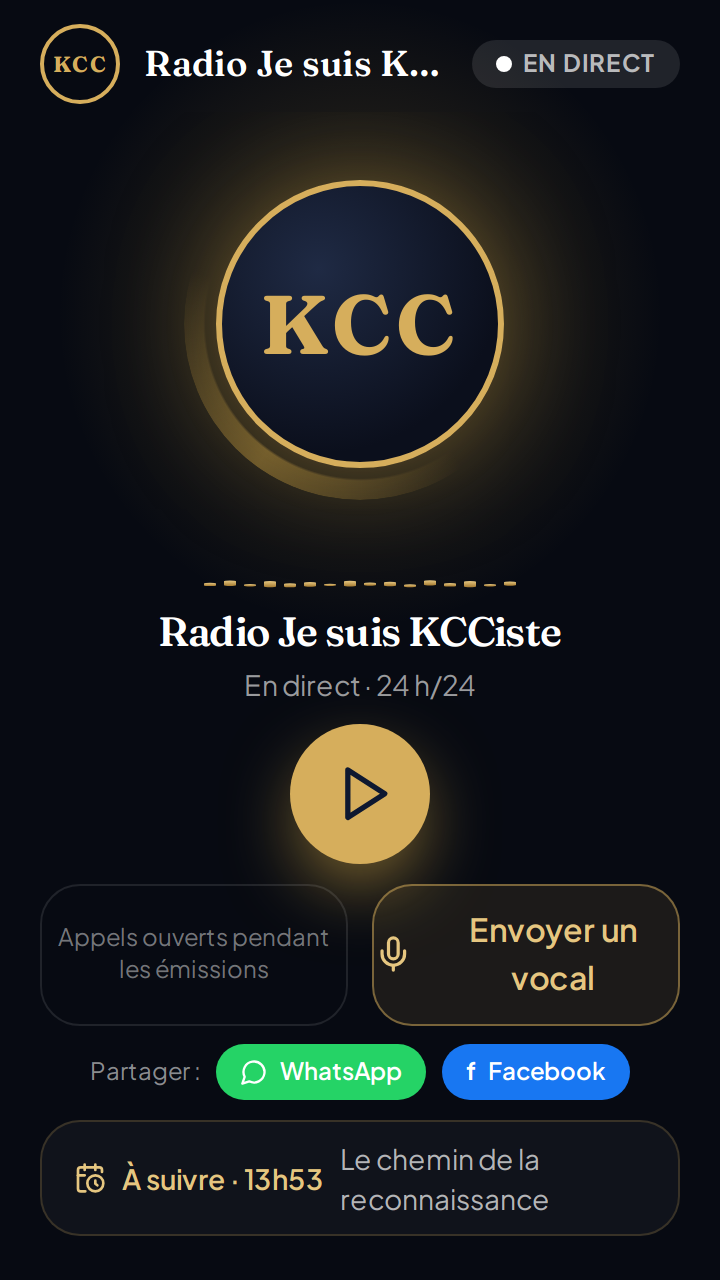 KCC
Radio Je suis K...
EN DIRECT
KCC
Radio Je suis KCCiste
En direct · 24 h/24
Appels ouverts pendant
les émissions
Envoyer un
vocal
Partager :
WhatsApp
f Facebook
À suivre · 13h53
Le chemin de la
reconnaissance